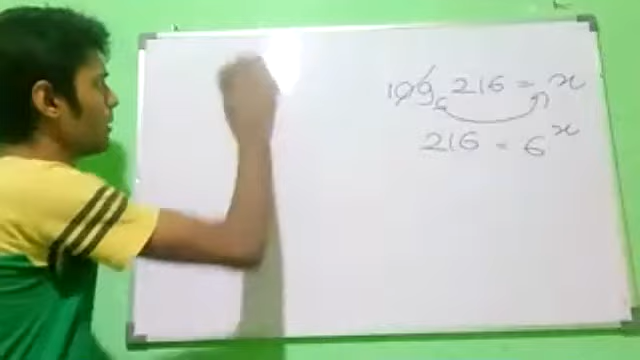 log₆ 216 = x
216 = 6ˣ